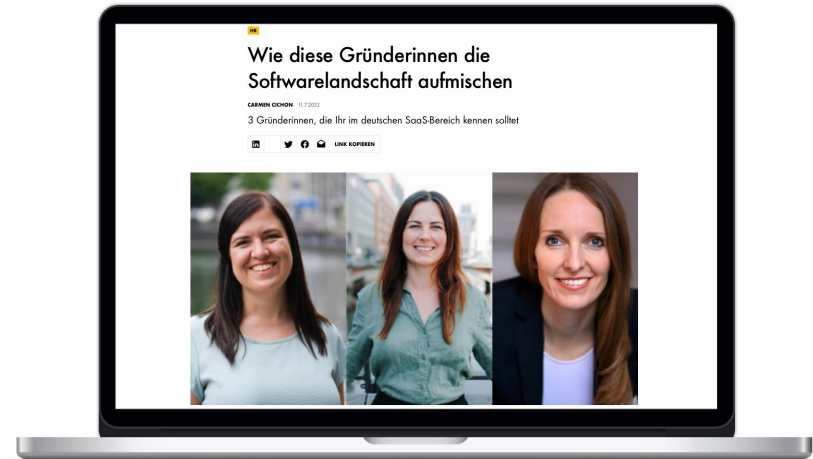 HR
Wie diese Gründerinnen die
Softwarelandschaft aufmischen
CARMEN CICHON 11.7.2022
3 Gründerinnen, die Ihr im deutschen SaaS-Bereich kennen solltet
LINK KOPIEREN